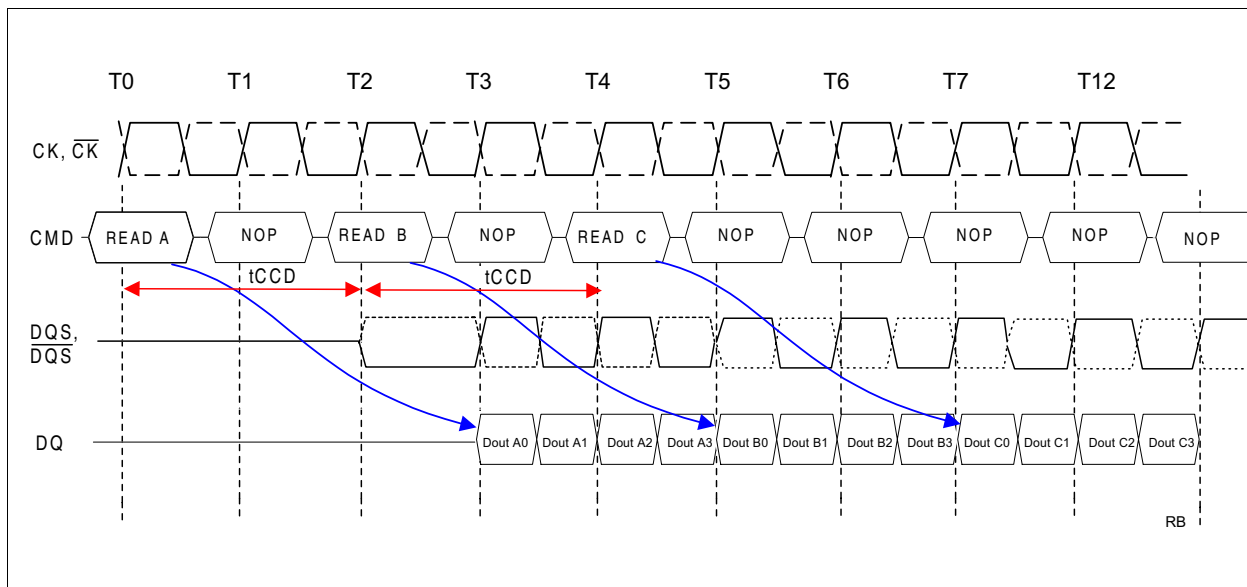 T0 T1 T2 T3 T4 T5 T6 T7 T12
CK, CK
CMD READ A NOP READ B NOP READ C NOP NOP NOP NOP NOP
tCCD tCCD
DQS,
DQS
DQ Dout A0 Dout A1 Dout A2 Dout A3 Dout B0 Dout B1 Dout B2 Dout B3 Dout C0 Dout C1 Dout C2 Dout C3
RB